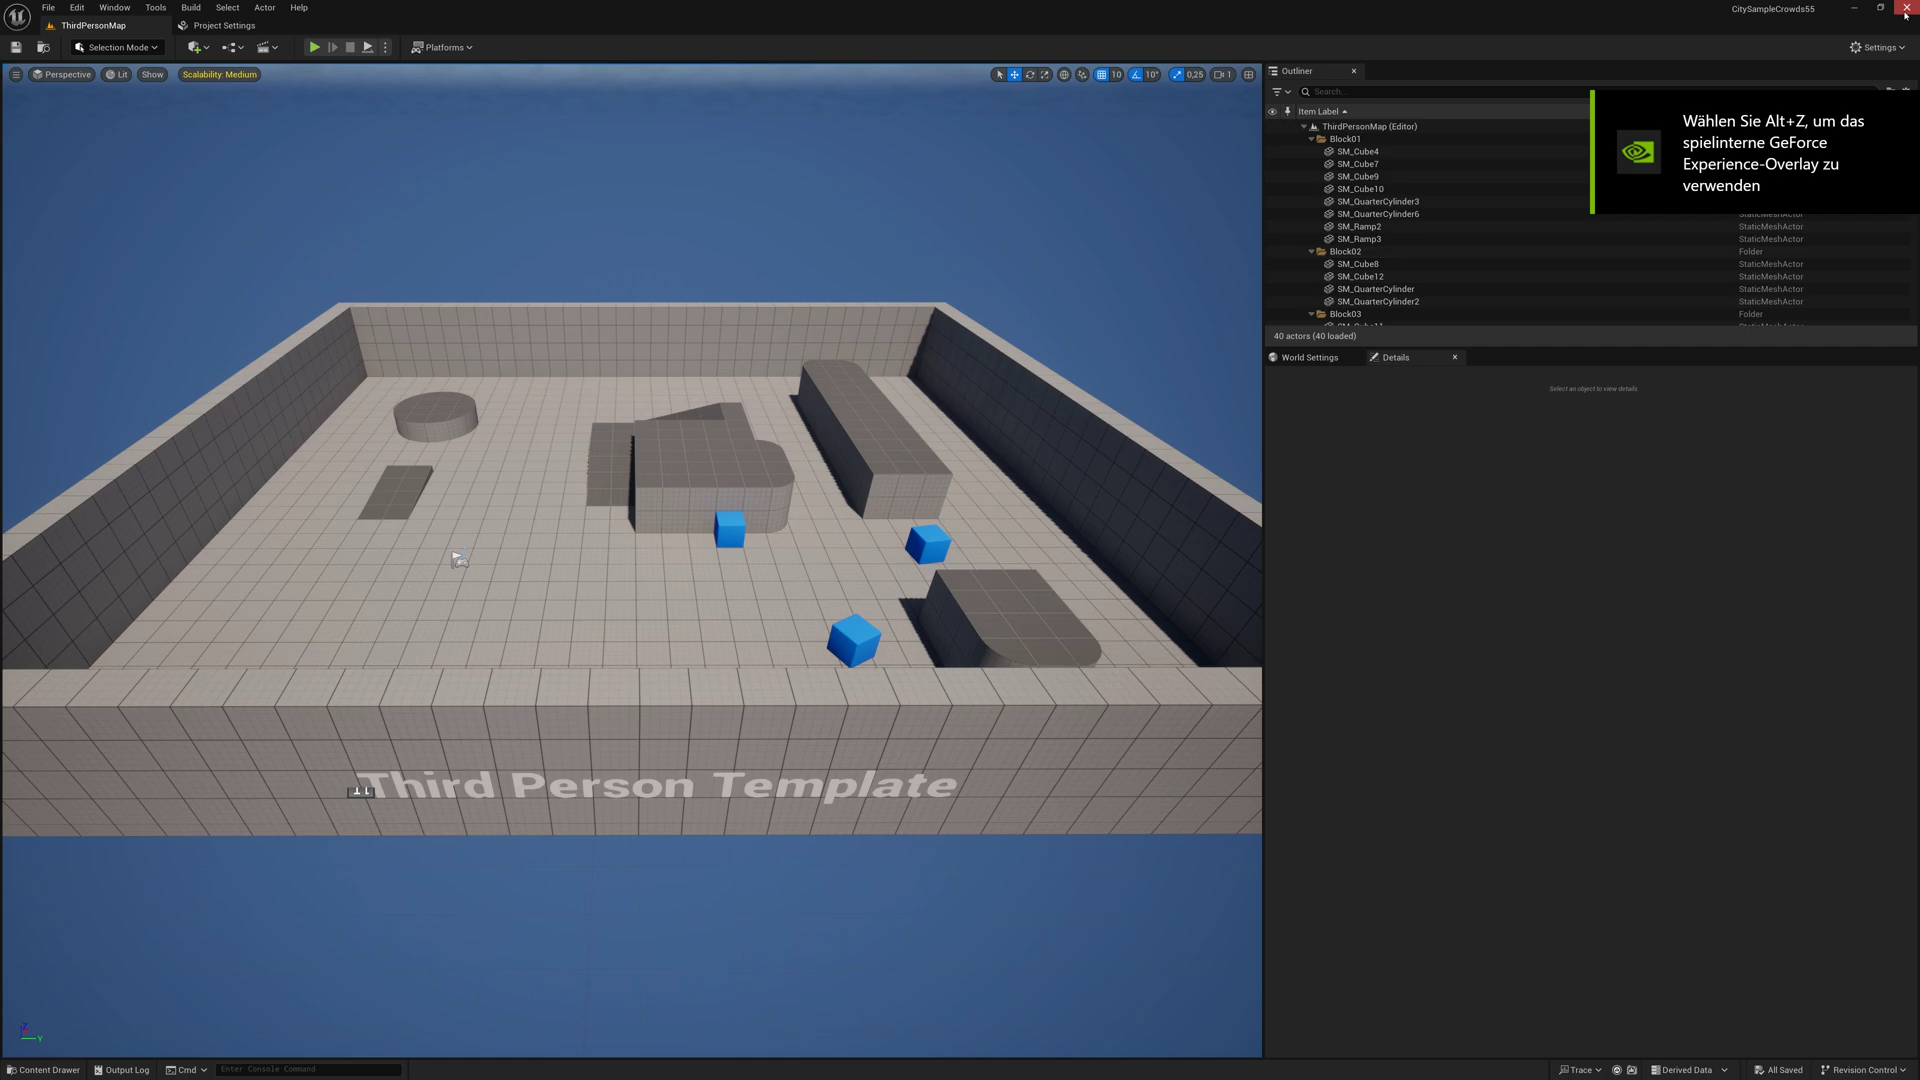 File Edit Window Tools Build Select Actor Help
CitySampleCrowds55
ThirdPersonMap
Project Settings
Selection Mode
Platforms
Settings
Perspective
Lit
Show
Scalability: Medium
10
10°
0,25
1
Outliner
Search...
Item Label
ThirdPersonMap (Editor)
Block01
SM_Cube4
SM_Cube7
SM_Cube9
SM_Cube10
SM_QuarterCylinder3
SM_QuarterCylinder6 StaticMeshActor
SM_Ramp2 StaticMeshActor
SM_Ramp3 StaticMeshActor
Block02 Folder
SM_Cube8 StaticMeshActor
SM_Cube12 StaticMeshActor
SM_QuarterCylinder StaticMeshActor
SM_QuarterCylinder2 StaticMeshActor
Block03 Folder
40 actors (40 loaded)
Wählen Sie Alt+Z, um das
spielinterne GeForce
Experience-Overlay zu
verwenden
World Settings
Details
Select an object to view details.
Third Person Template
Z
Y
Content Drawer
Output Log
Cmd
Enter Console Command
Trace
Derived Data
All Saved
Revision Control